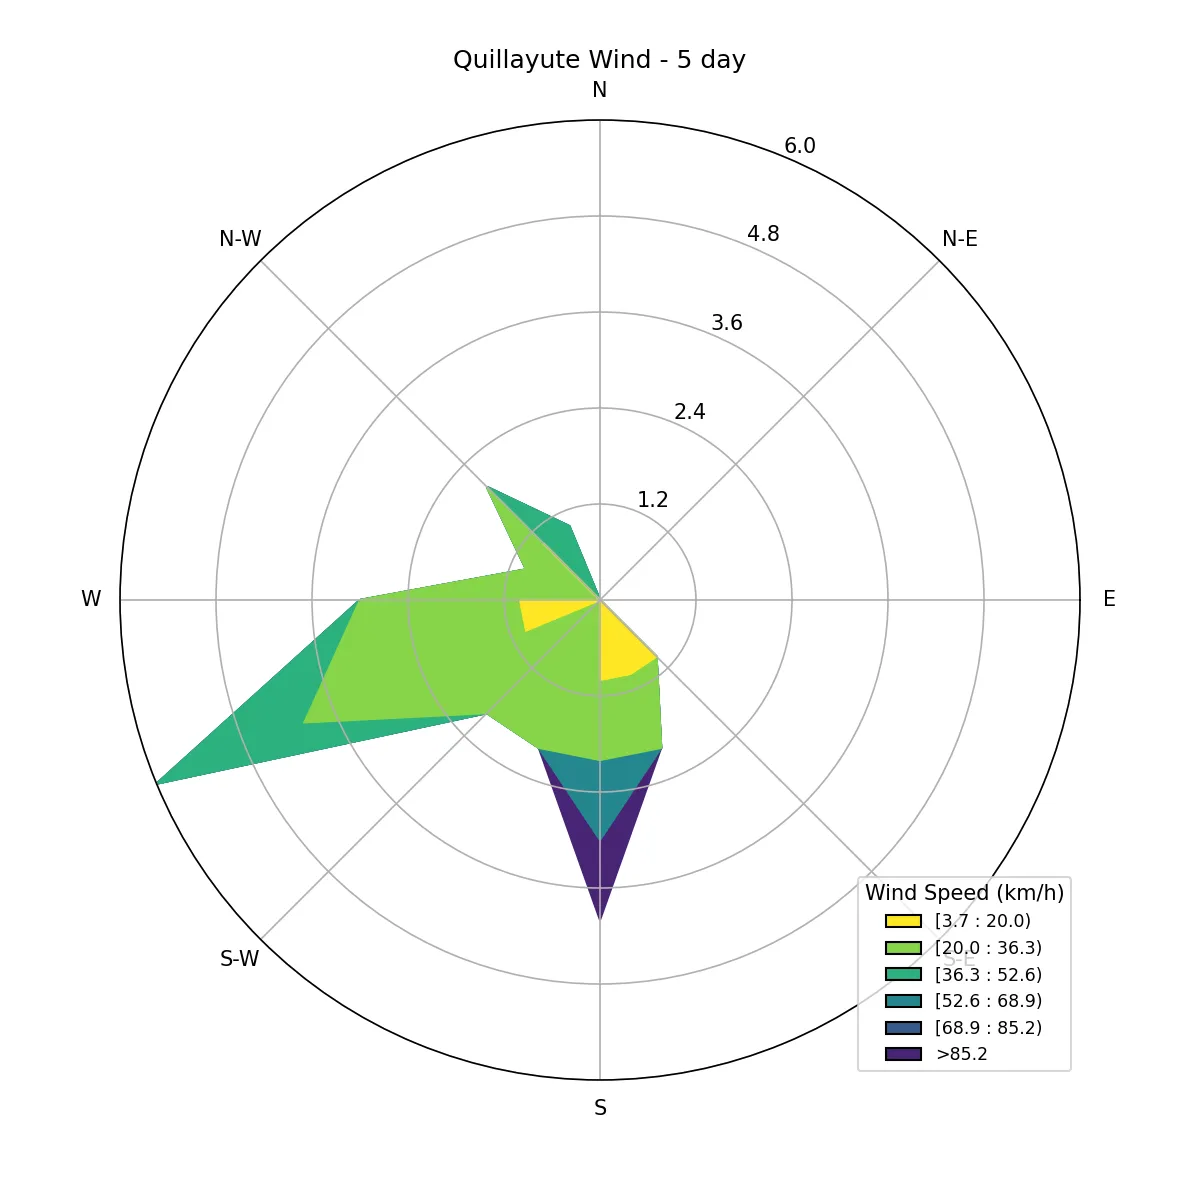 Quillayute Wind - 5 day
N
6.0
N-W
4.8
N-E
3.6
2.4
1.2
W
E
S-W
S-E
S
Wind Speed (km/h)
[3.7 : 20.0)
[20.0 : 36.3)
[36.3 : 52.6)
[52.6 : 68.9)
[68.9 : 85.2)
>85.2